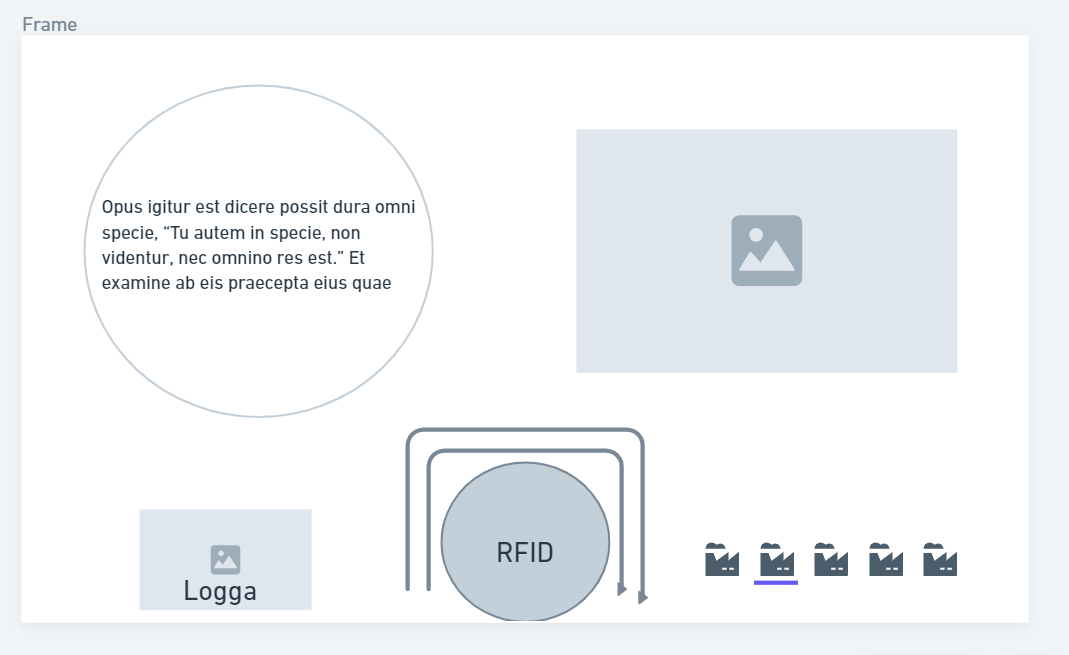 Frame
Opus igitur est dicere possit dura omni
specie, “Tu autem in specie, non
videntur, nec omnino res est.” Et
examine ab eis praecepta eius quae
RFID
Logga